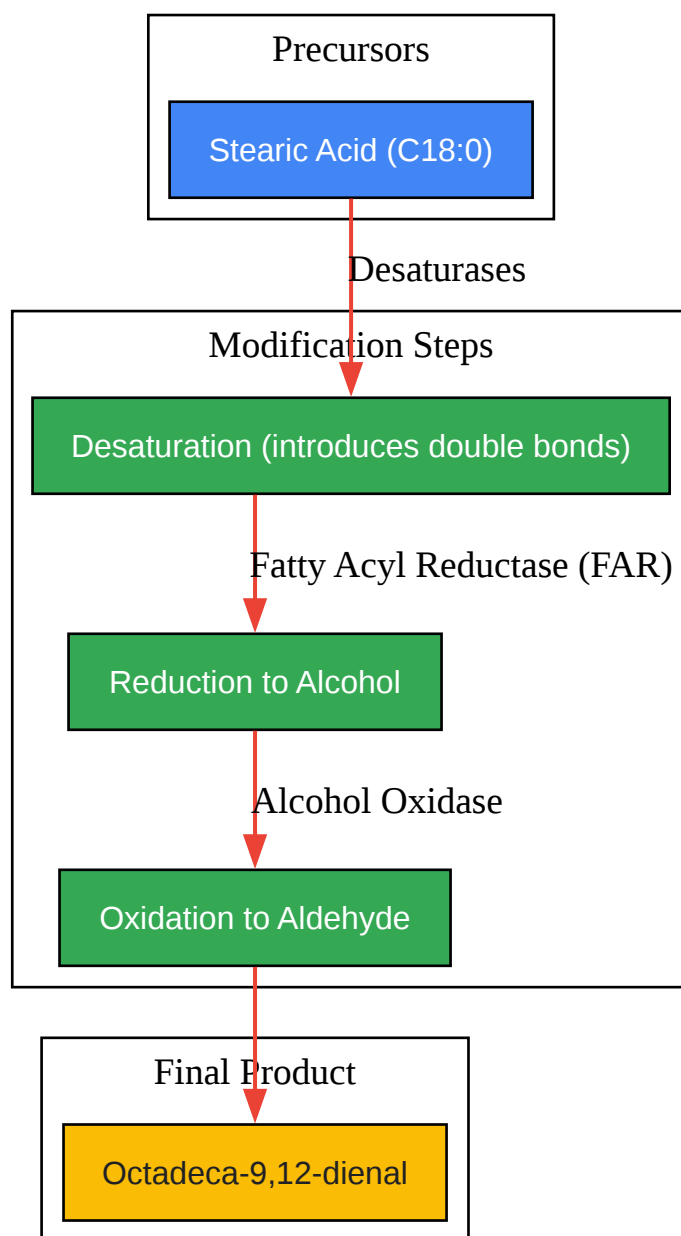 Precursors
Stearic Acid (C18:0)
Desaturases
Modification Steps
Desaturation (introduces double bonds)
Fatty Acyl Reductase (FAR)
Reduction to Alcohol
Alcohol Oxidase
Oxidation to Aldehyde
Final Product
Octadeca-9,12-dienal